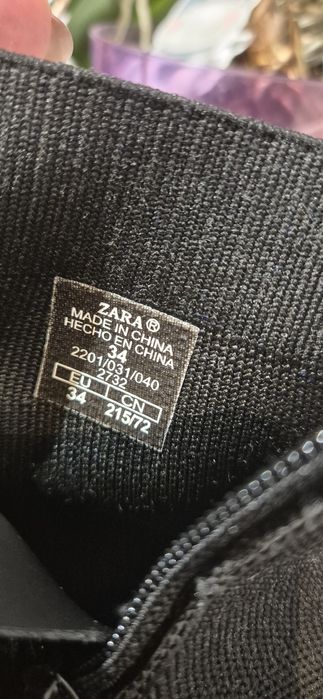 ZARA®
MADE IN CHINA
HECHO EN CHINA
34
2201/031/040
2732
EU CN
34 215/72